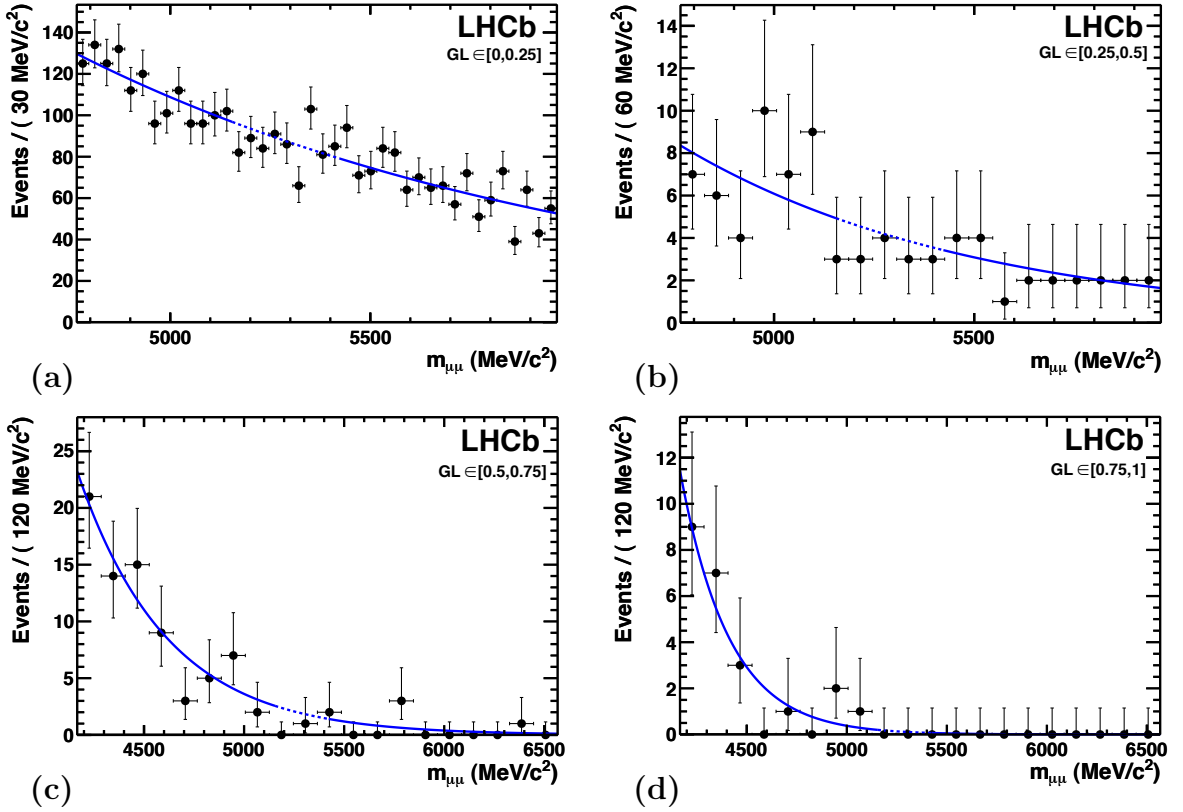 LHCb
GL ∈[0,0.25]
Events / ( 30 MeV/c²)
140
120
100
80
60
40
20
0
5000
5500
m_μμ (MeV/c²)
(a)
LHCb
GL ∈[0.25,0.5]
Events / ( 60 MeV/c²)
14
12
10
8
6
4
2
0
5000
5500
m_μμ (MeV/c²)
(b)
LHCb
GL ∈[0.5,0.75]
Events / ( 120 MeV/c²)
25
20
15
10
5
0
4500
5000
5500
6000
6500
m_μμ (MeV/c²)
(c)
LHCb
GL ∈[0.75,1]
Events / ( 120 MeV/c²)
12
10
8
6
4
2
0
4500
5000
5500
6000
6500
m_μμ (MeV/c²)
(d)